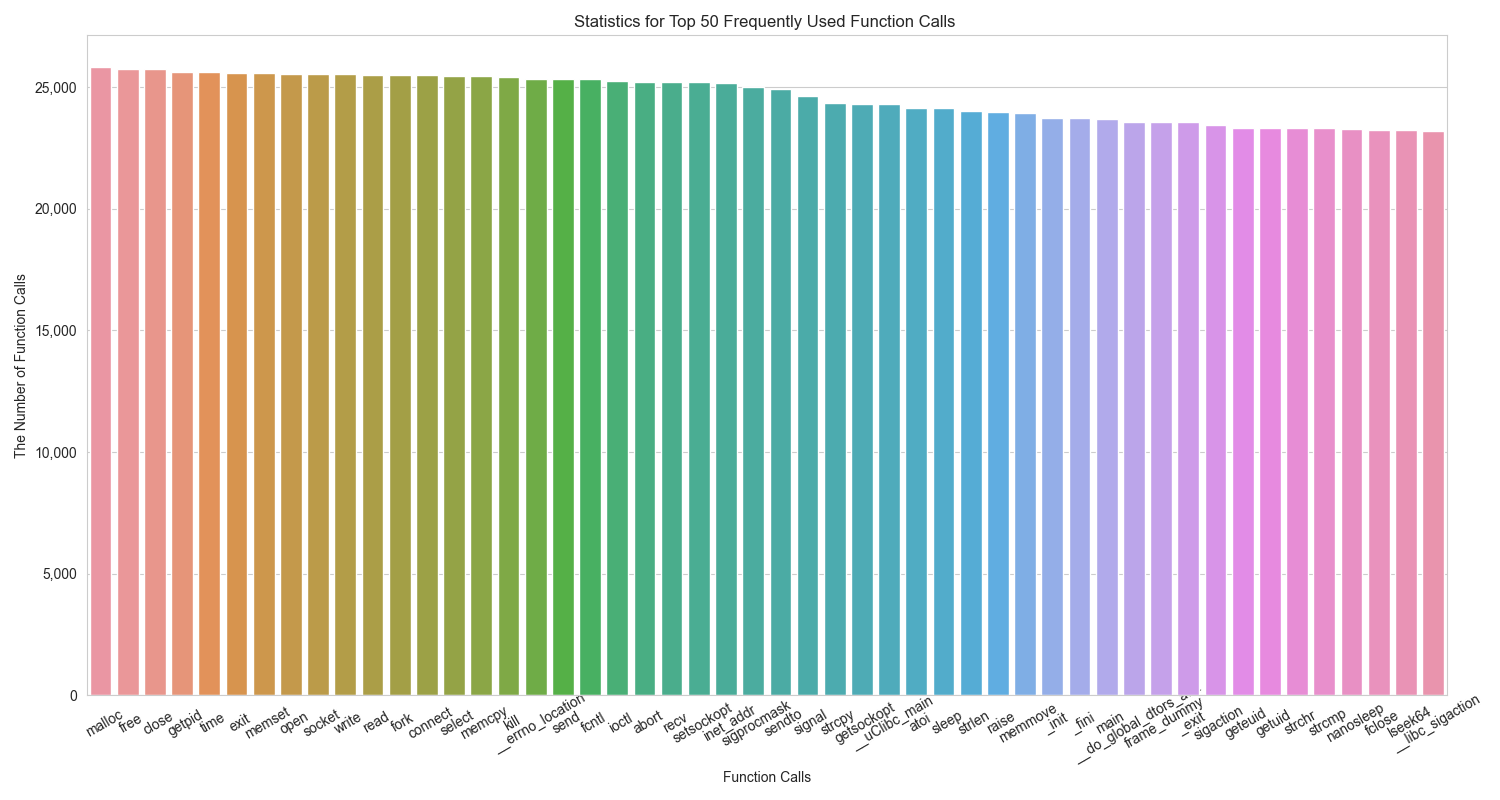 Statistics for Top 50 Frequently Used Function Calls
The Number of Function Calls
25,000
20,000
15,000
10,000
5,000
0
malloc
free
close
getpid
time
exit
memset
open
socket
write
read
fork
connect
select
memcpy
kill
__errno_location
send
fcntl
ioctl
abort
recv
setsockopt
inet_addr
sigprocmask
sendto
signal
strcpy
getsockopt
__uClibc_main
atoi
sleep
strlen
raise
memmove
_init
_fini
main
frame_dummy
_exit
sigaction
geteuid
getuid
strchr
strcmp
nanosleep
fclose
lseek64
__libc_sigaction
Function Calls